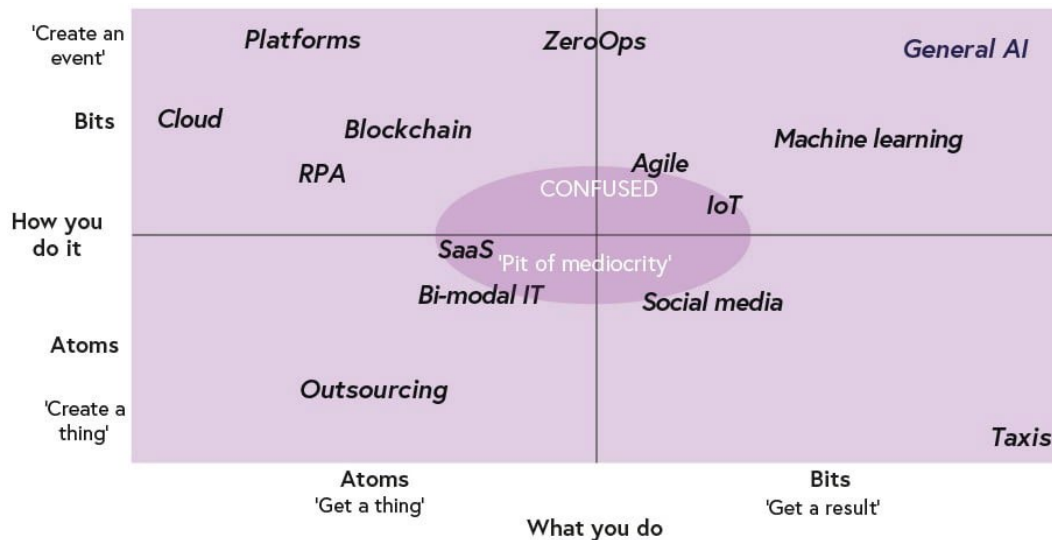 'Create an
event'
Platforms
ZeroOps
General AI
Bits
Cloud
Blockchain
Machine learning
RPA
Agile
CONFUSED
IoT
How you
do it
SaaS
'Pit of mediocrity'
Bi-modal IT
Social media
Atoms
Outsourcing
'Create a
thing'
Taxis
Atoms
'Get a thing'
Bits
'Get a result'
What you do